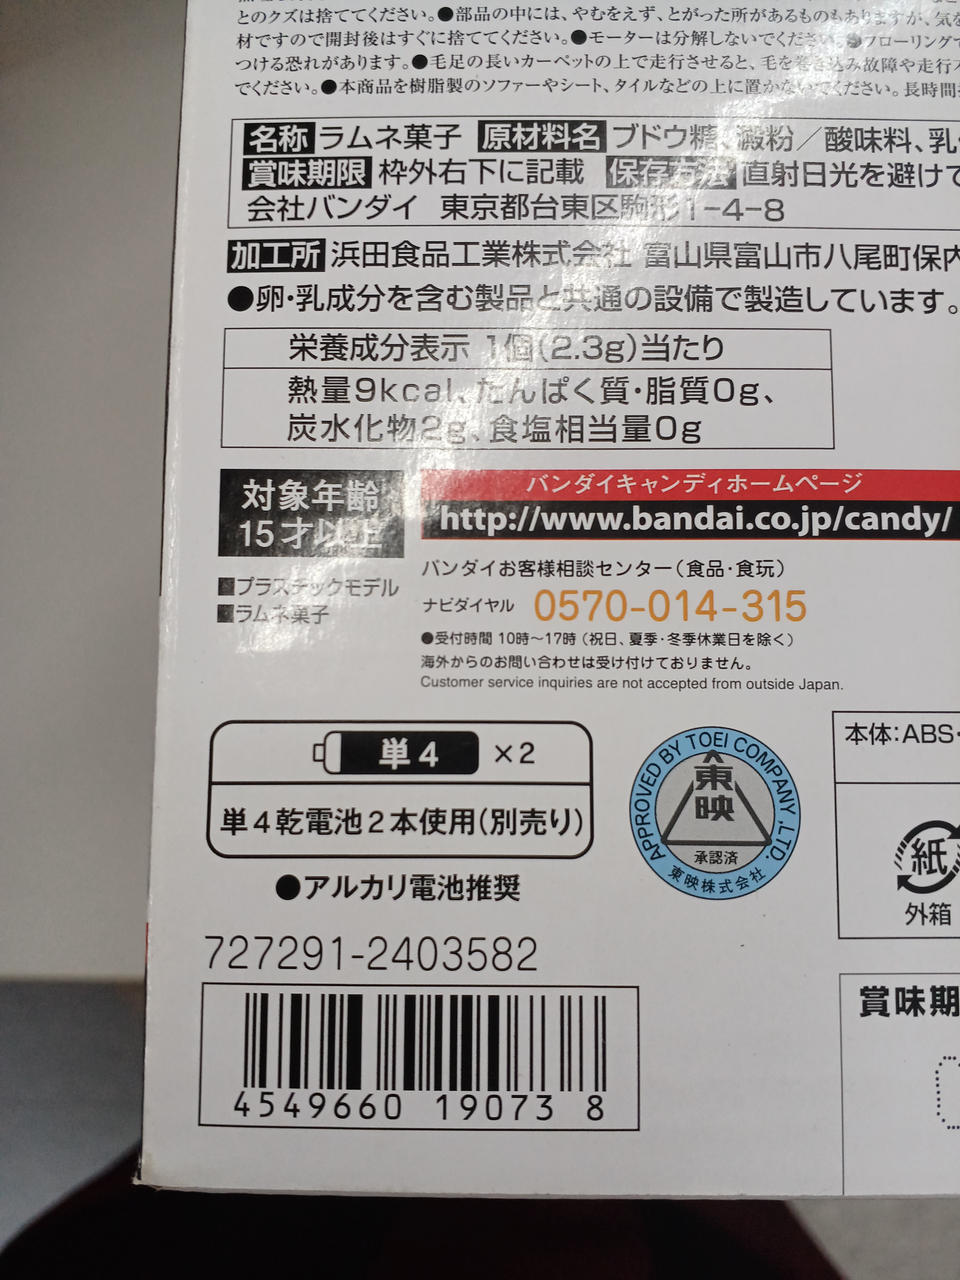 とのクズは捨ててください。●部品の中には、やむをえず、とがった所があるものもありますが、気を
材ですので開封後はすぐに捨ててください。●モーターは分解しないでください。●フローリングで
つける恐れがあります。●毛足の長いカーペットの上で走行させると、毛を巻き込み故障や走行不
でください。●本商品を樹脂製のソファーやシート、タイルなどの上に置かないでください。長時間
名称 ラムネ菓子 原材料名 ブドウ糖、澱粉／酸味料、乳化
賞味期限 枠外右下に記載 保存方法 直射日光を避けて
会社バンダイ 東京都台東区駒形1-4-8
加工所 浜田食品工業株式会社 富山県富山市八尾町保内
●卵・乳成分を含む製品と共通の設備で製造しています。
栄養成分表示 1個(2.3g)当たり
熱量9kcal、たんぱく質・脂質0g、
炭水化物2g、食塩相当量0g
対象年齢
15才以上
■プラスチックモデル
■ラムネ菓子
バンダイキャンディホームページ
http://www.bandai.co.jp/candy/
バンダイお客様相談センター（食品・食玩）
ナビダイヤル 0570-014-315
●受付時間 10時～17時（祝日、夏季・冬季休業日を除く）
海外からのお問い合わせは受け付けておりません。
Customer service inquiries are not accepted from outside Japan.
単4 ×2
単4乾電池2本使用(別売り)
●アルカリ電池推奨
APPROVED BY TOEI COMPANY ,LTD.
東映
承認済
東映株式会社
本体：ABS・
紙
外箱
727291-2403582
4549660 19073 8
賞味期